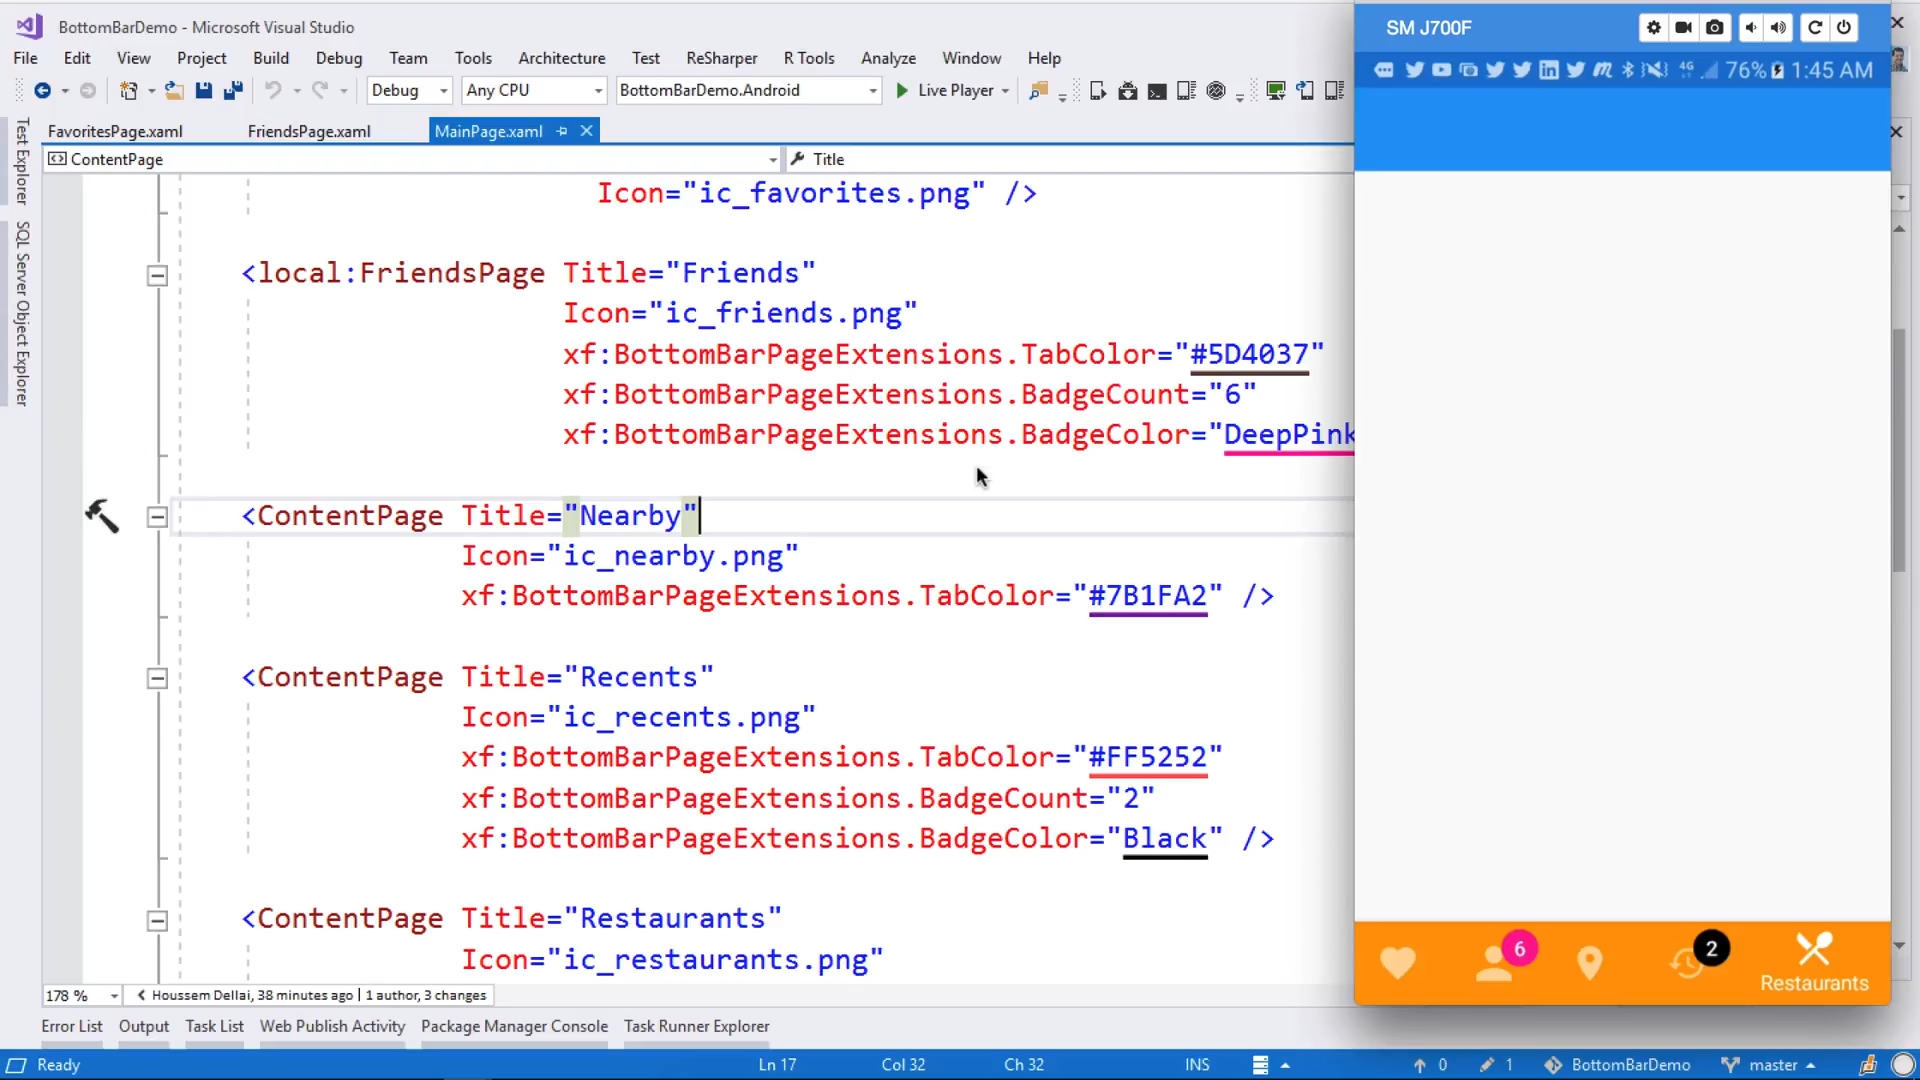 BottomBarDemo - Microsoft Visual Studio
SM J700F
File Edit View Project Build Debug Team Tools Architecture Test ReSharper R Tools Analyze Window Help
4G 76% 1:45 AM
Debug Any CPU BottomBarDemo.Android Live Player
FavoritesPage.xaml FriendsPage.xaml MainPage.xaml
ContentPage Title
Test Explorer
SQL Server Object Explorer
Icon="ic_favorites.png" />
<local:FriendsPage Title="Friends"
Icon="ic_friends.png"
xf:BottomBarPageExtensions.TabColor="#5D4037"
xf:BottomBarPageExtensions.BadgeCount="6"
xf:BottomBarPageExtensions.BadgeColor="DeepPink
<ContentPage Title="Nearby"
Icon="ic_nearby.png"
xf:BottomBarPageExtensions.TabColor="#7B1FA2" />
<ContentPage Title="Recents"
Icon="ic_recents.png"
xf:BottomBarPageExtensions.TabColor="#FF5252"
xf:BottomBarPageExtensions.BadgeCount="2"
xf:BottomBarPageExtensions.BadgeColor="Black" />
<ContentPage Title="Restaurants"
Icon="ic_restaurants.png"
6 2
Restaurants
178 % Houssem Dellai, 38 minutes ago | 1 author, 3 changes
Error List Output Task List Web Publish Activity Package Manager Console Task Runner Explorer
Ready Ln 17 Col 32 Ch 32 INS 0 1 BottomBarDemo master